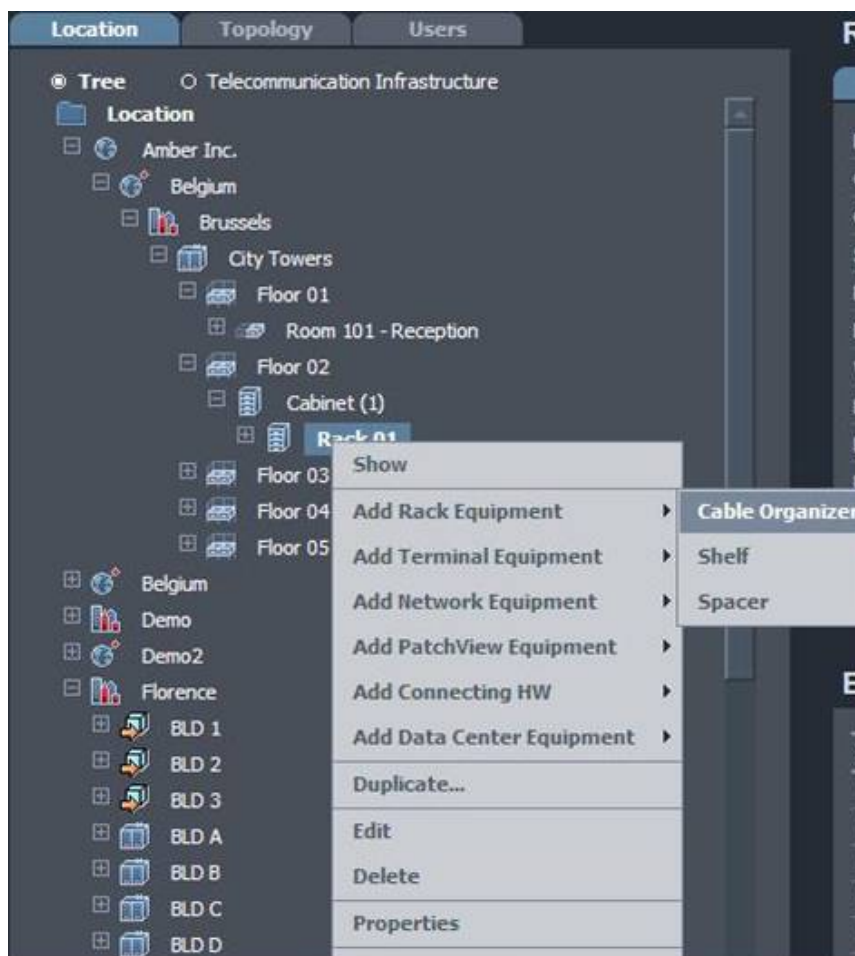 Location Topology Users
Tree Telecommunication Infrastructure
Location
Amber Inc.
Belgium
Brussels
City Towers
Floor 01
Room 101 - Reception
Floor 02
Cabinet (1)
Rack 01
Floor 03
Floor 04
Floor 05
Belgium
Demo
Demo2
Florence
BLD 1
BLD 2
BLD 3
BLD A
BLD B
BLD C
BLD D
Show
Add Rack Equipment
Add Terminal Equipment
Add Network Equipment
Add PatchView Equipment
Add Connecting HW
Add Data Center Equipment
Duplicate...
Edit
Delete
Properties
Cable Organizer
Shelf
Spacer
R
E